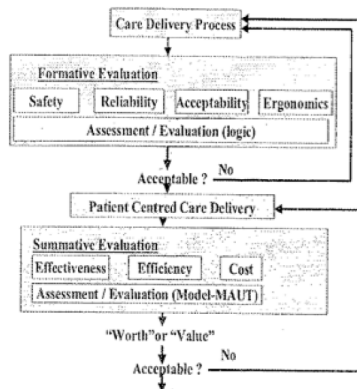 Care Delivery Process
Formative Evaluation
Safety Reliability Acceptability Ergonomics
Assessment / Evaluation (logic)
Acceptable ? No
Patient Centred Care Delivery
Summative Evaluation
Effectiveness Efficiency Cost
Assessment / Evaluation (Model-MAUT)
“Worth”or “Value”
Acceptable ? No